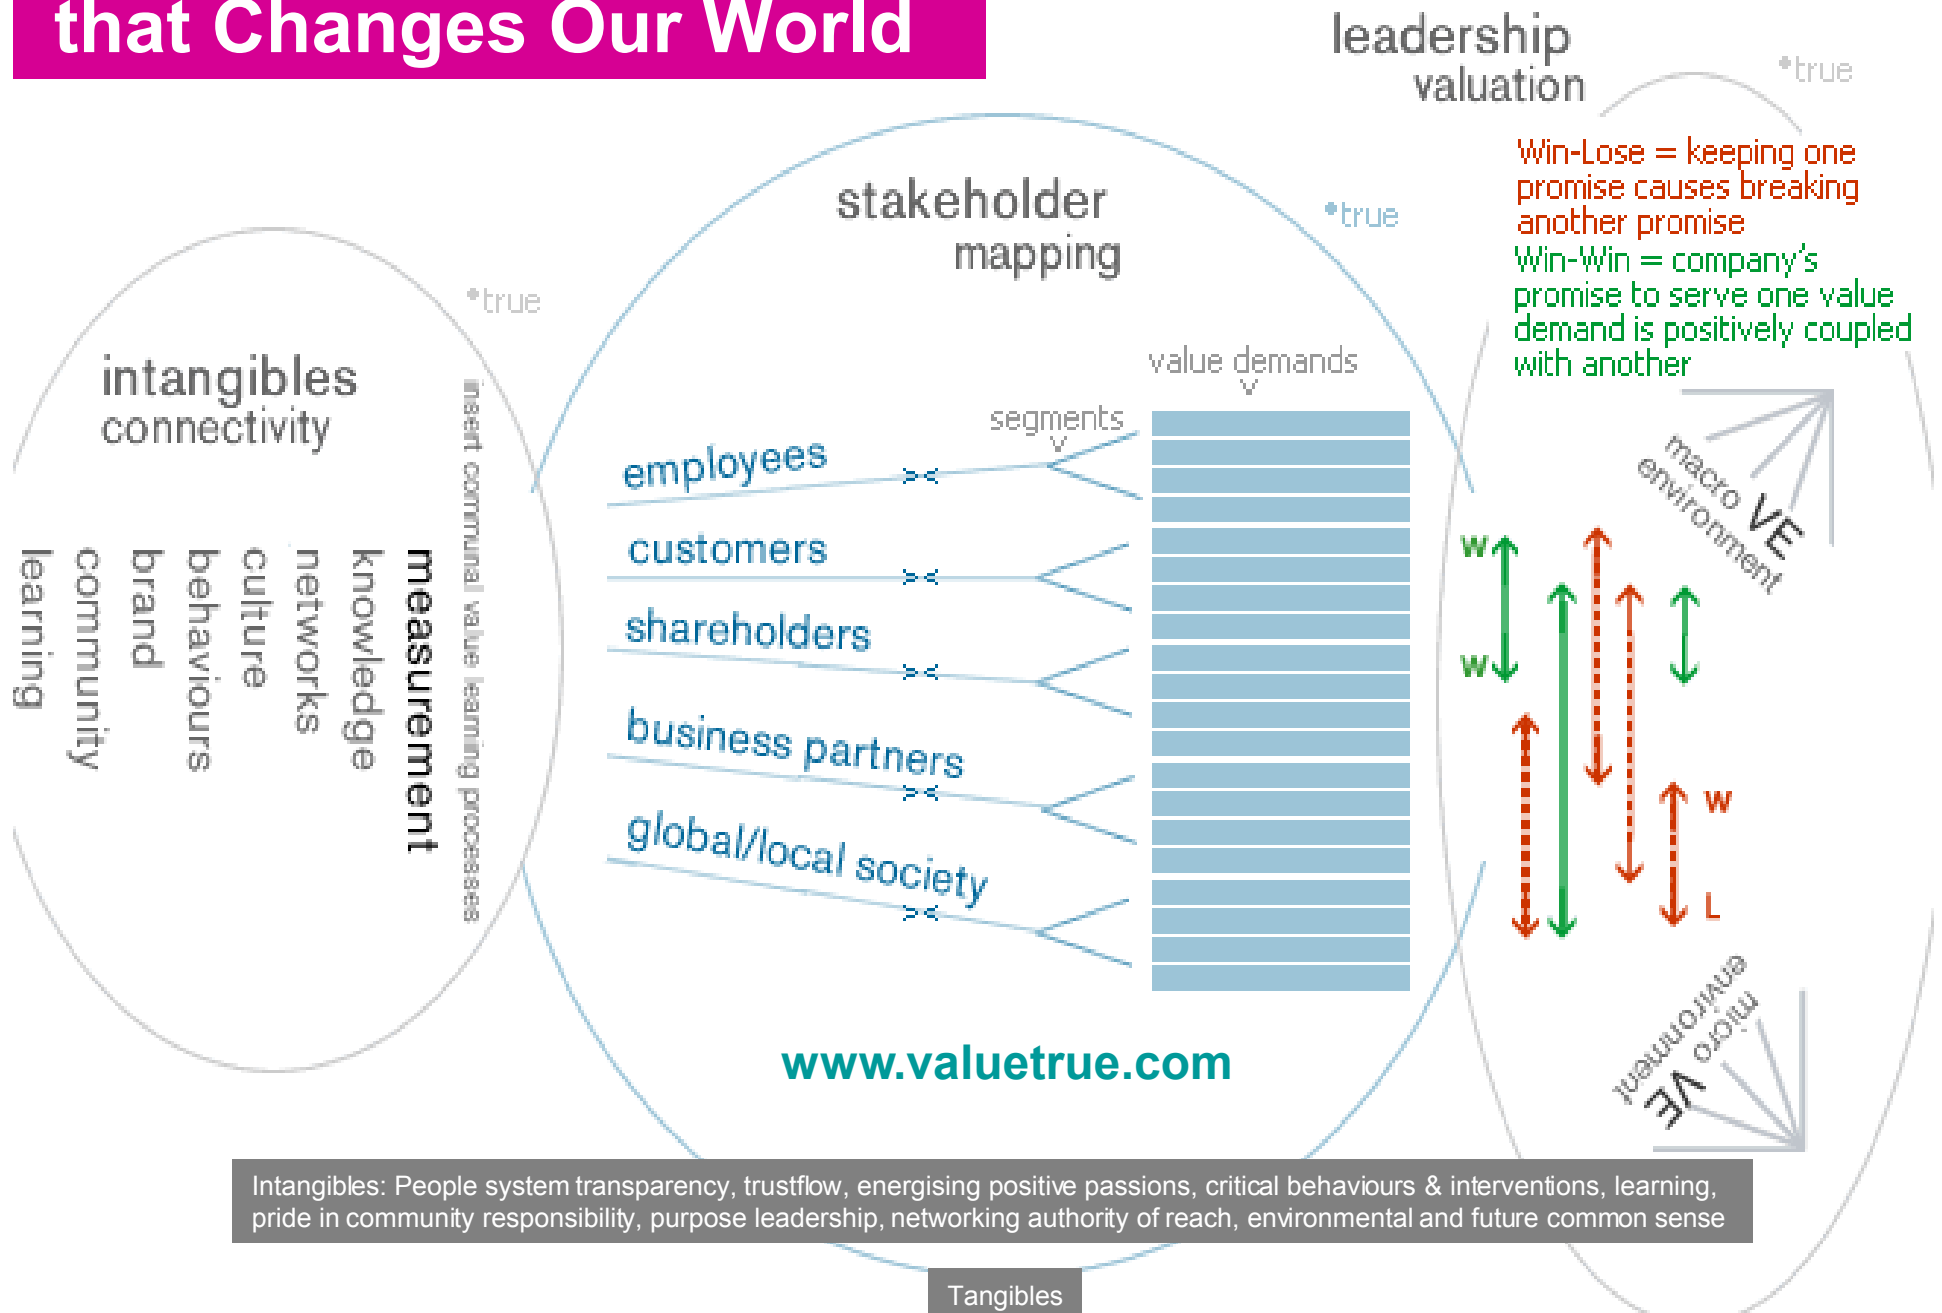 that Changes Our World
leadership
valuation
•true
Win-Lose = keeping one
promise causes breaking
another promise
Win-Win = company's
promise to serve one value
demand is positively coupled
with another
stakeholder
mapping
•true
•true
intangibles
connectivity
value demands
segments
employees
customers
shareholders
business partners
global/local society
learning
community
brand
behaviours
culture
networks
knowledge
measurement
insert communal value learning processes
macro VE
environment
W
W
W
L
micro VE
environment
www.valuetrue.com
Intangibles: People system transparency, trustflow, energising positive passions, critical behaviours & interventions, learning,
pride in community responsibility, purpose leadership, networking authority of reach, environmental and future common sense
Tangibles